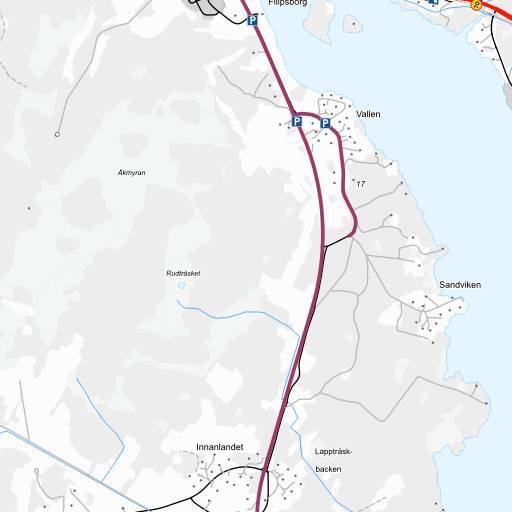 Filipsborg
P
S
P
P
Vallen
Åkmyran
17
Rudträsket
Sandviken
Innanlandet
Lappträsk-
backen